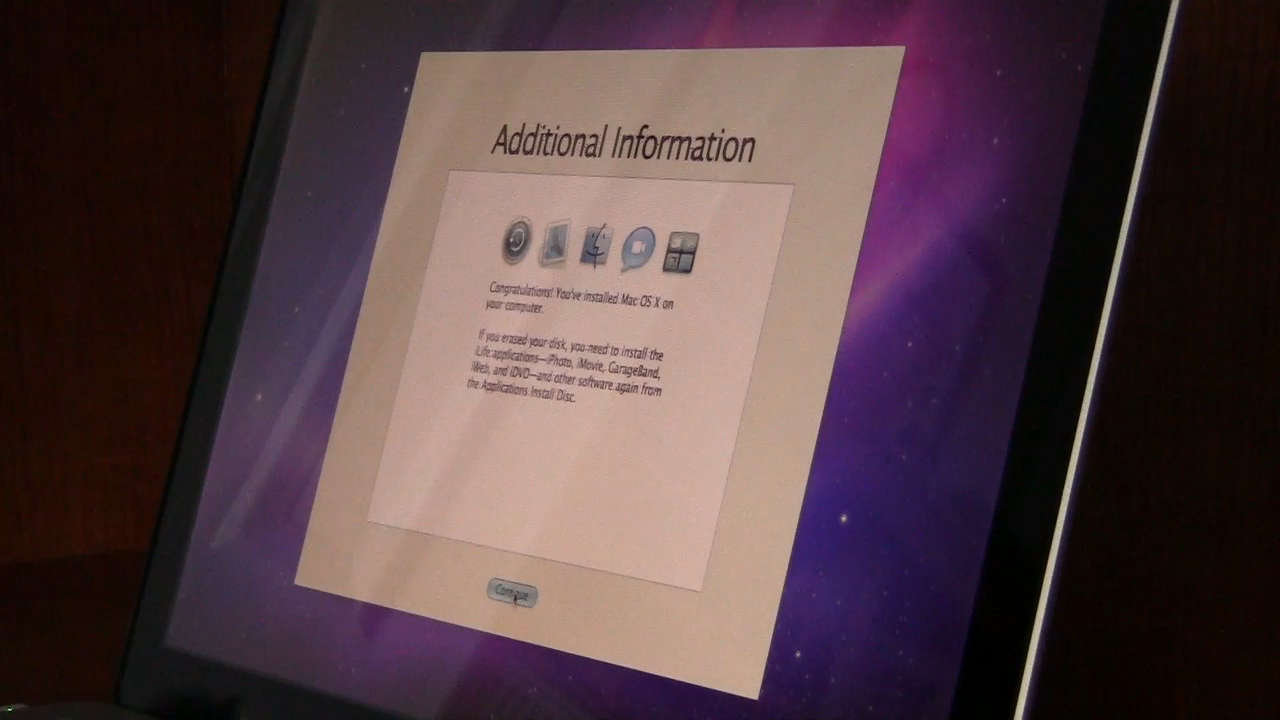 Additional Information
Congratulations! You've installed Mac OS X on
your computer.
If you erased your disk, you need to install the
iLife applications—iPhoto, iMovie, GarageBand,
iWeb, and iDVD—and other software again from
the Applications Install Disc.
Continue